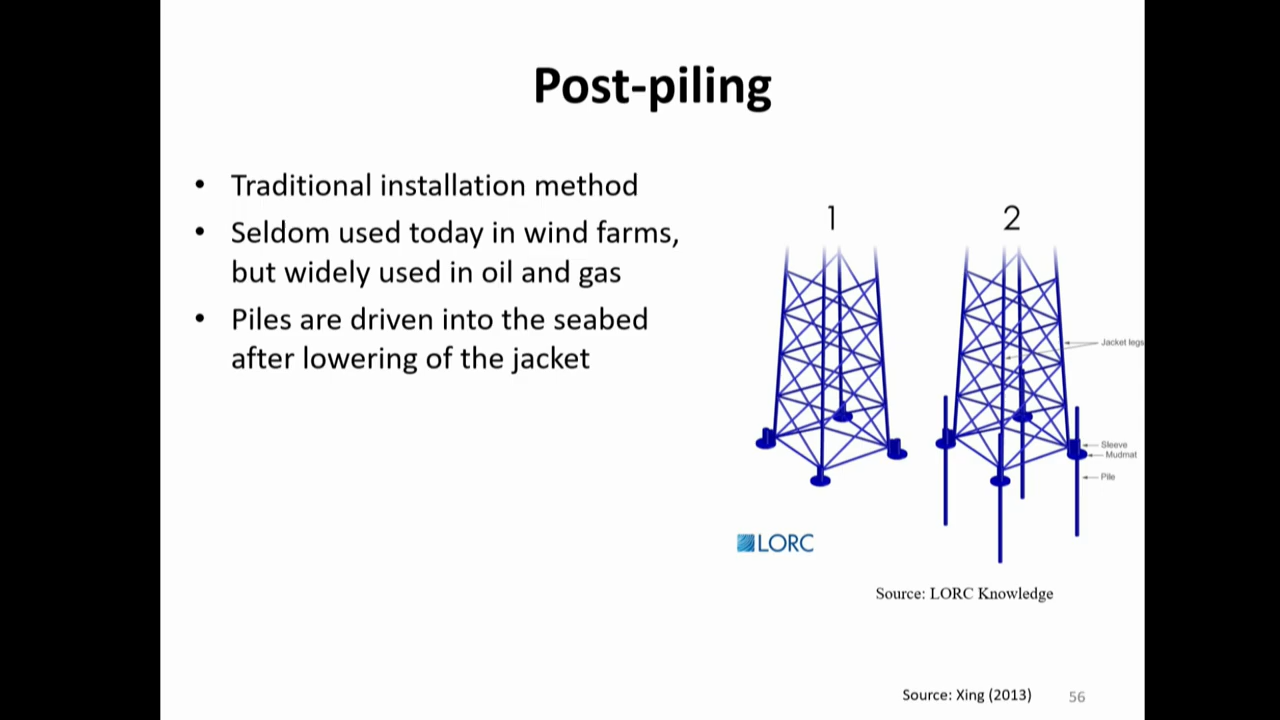 Post-piling
• Traditional installation method
• Seldom used today in wind farms,
but widely used in oil and gas
• Piles are driven into the seabed
after lowering of the jacket
1
2
Jacket legs
Sleeve
Mudmat
Pile
LORC
Source: LORC Knowledge
Source: Xing (2013)
56